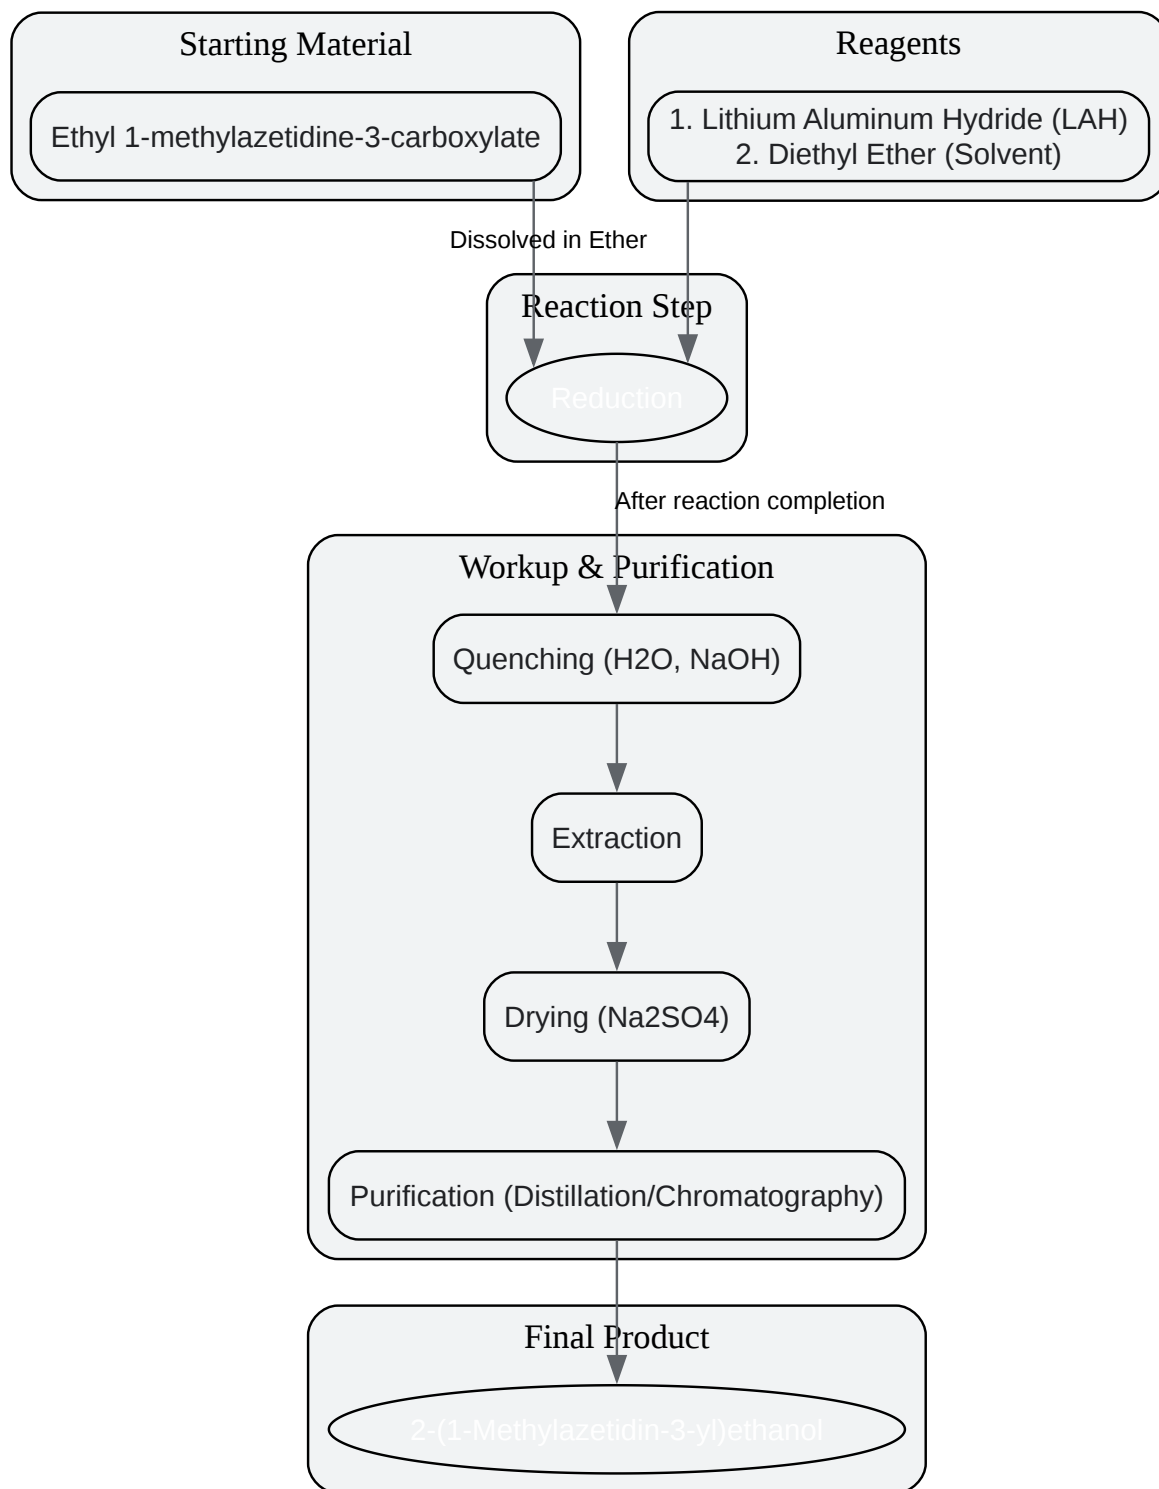 Starting Material
Ethyl 1-methylazetidine-3-carboxylate
Reagents
1. Lithium Aluminum Hydride (LAH)
2. Diethyl Ether (Solvent)
Dissolved in Ether
Reaction Step
Reduction
After reaction completion
Workup & Purification
Quenching (H2O, NaOH)
Extraction
Drying (Na2SO4)
Purification (Distillation/Chromatography)
Final Product
2-(1-Methylazetidin-3-yl)ethanol